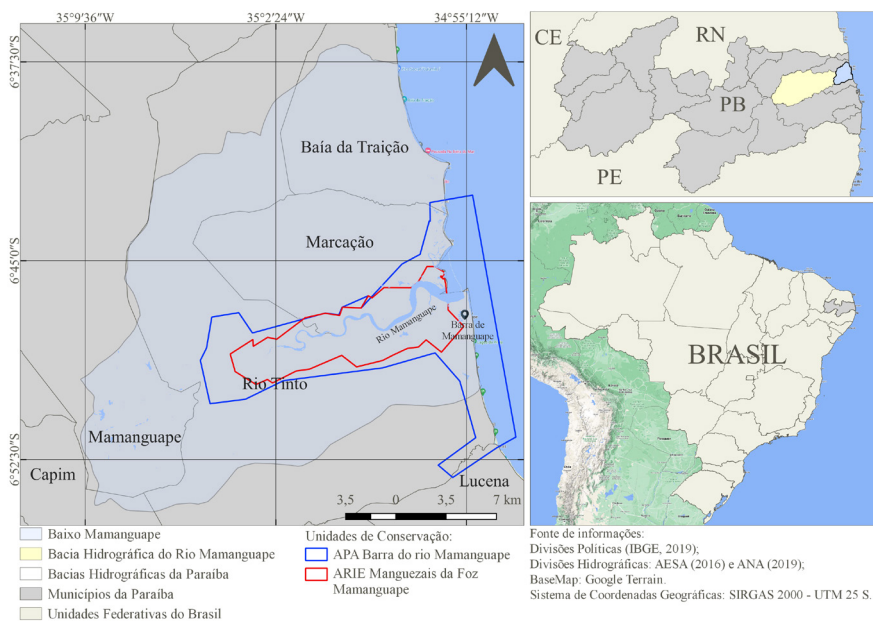 35°9′36″W
35°2′24″W
34°55′12″W
6°37′30″S
6°45′0″S
6°52′30″S
Baía da Traição
Marcação
Rio Mamanguape
Barra de
Mamanguape
Rio Tinto
Mamanguape
Capim
Lucena
3,5 0 3,5 7 km
CE
RN
PB
PE
BRASIL
Baixo Mamanguape
Bacia Hidrográfica do Rio Mamanguape
Bacias Hidrográficas da Paraíba
Municípios da Paraíba
Unidades Federativas do Brasil
Unidades de Conservação:
APA Barra do rio Mamanguape
ARIE Manguezais da Foz
Mamanguape
Fonte de informações:
Divisões Politicas (IBGE, 2019);
Divisões Hidrográficas: AESA (2016) e ANA (2019);
BaseMap: Google Terrain.
Sistema de Coordenadas Geográficas: SIRGAS 2000 - UTM 25 S.